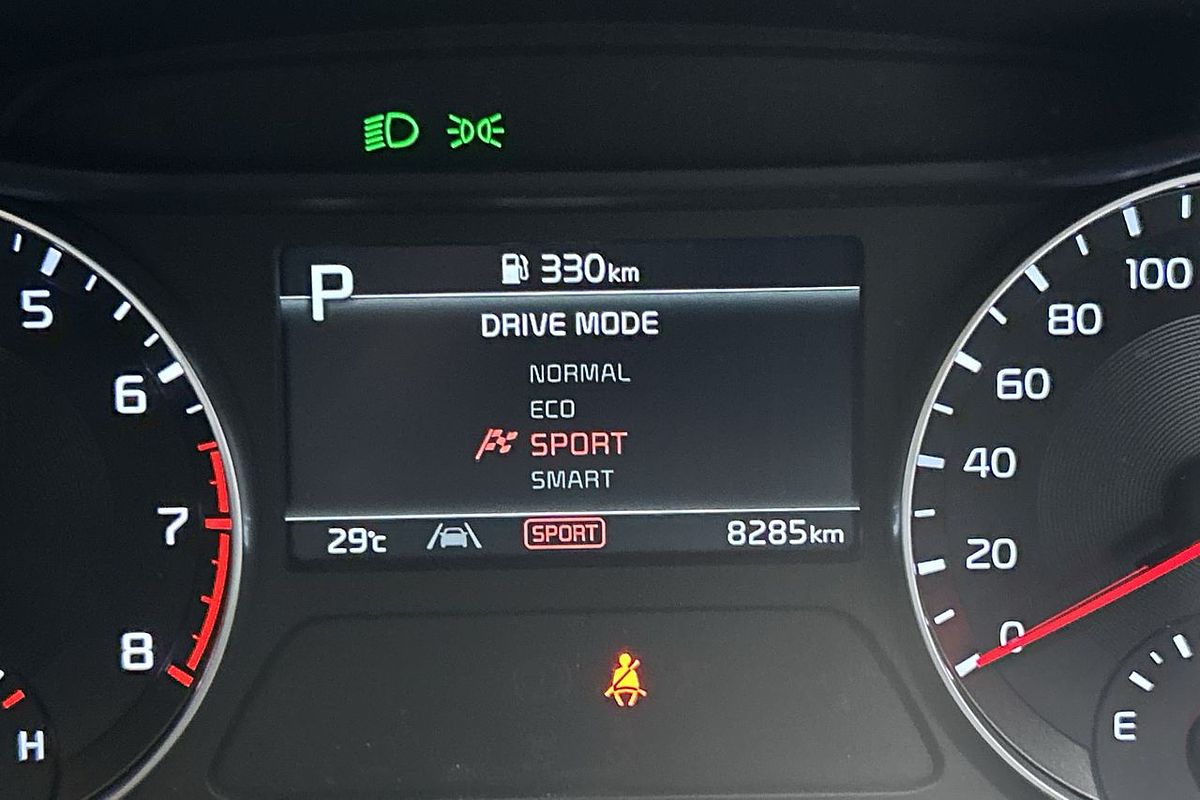 P
330km
DRIVE MODE
NORMAL
ECO
SPORT
SMART
29°C
SPORT
8285km
5
6
7
8
H
100
80
60
40
20
0
E